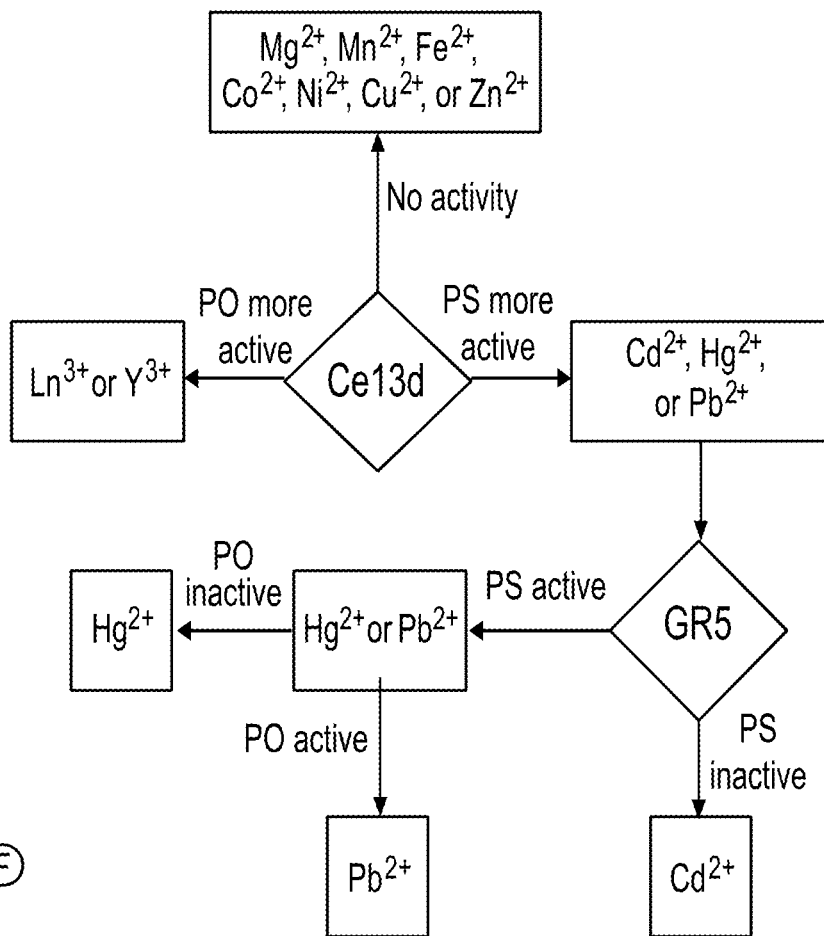 Mg²⁺, Mn²⁺, Fe²⁺,
Co²⁺, Ni²⁺, Cu²⁺, or Zn²⁺
No activity
PO more
active
PS more
active
Ln³⁺ or Y³⁺
Ce13d
Cd²⁺, Hg²⁺,
or Pb²⁺
PO
inactive
PS active
Hg²⁺
Hg²⁺ or Pb²⁺
GR5
PO active
PS
inactive
Pb²⁺
Cd²⁺